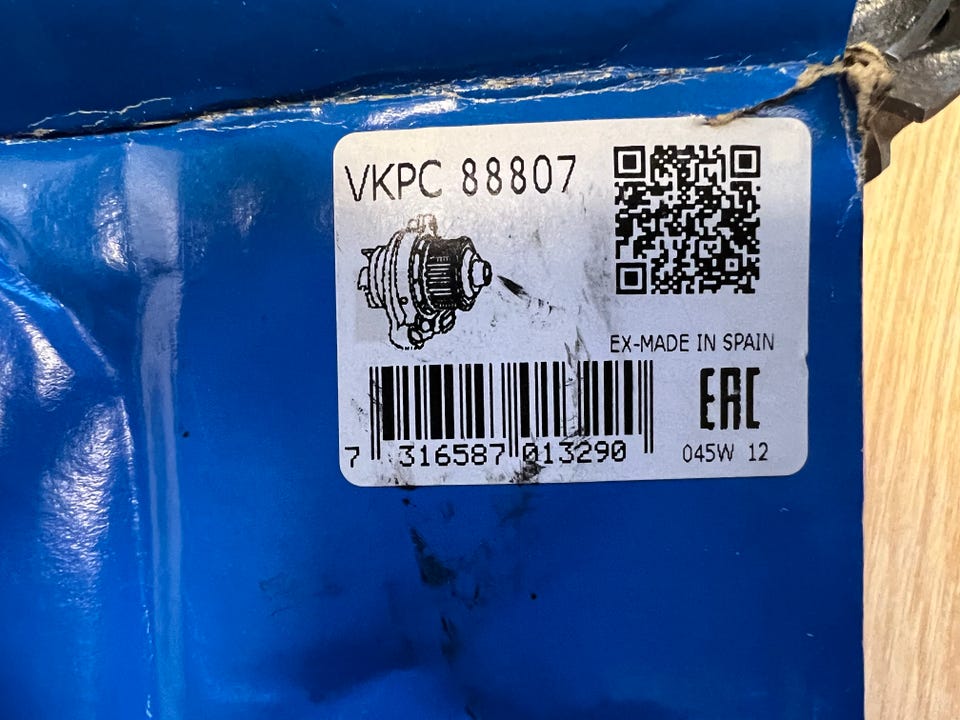 VKPC 88807
EX-MADE IN SPAIN
EAC
7 316587 013290
045W 12